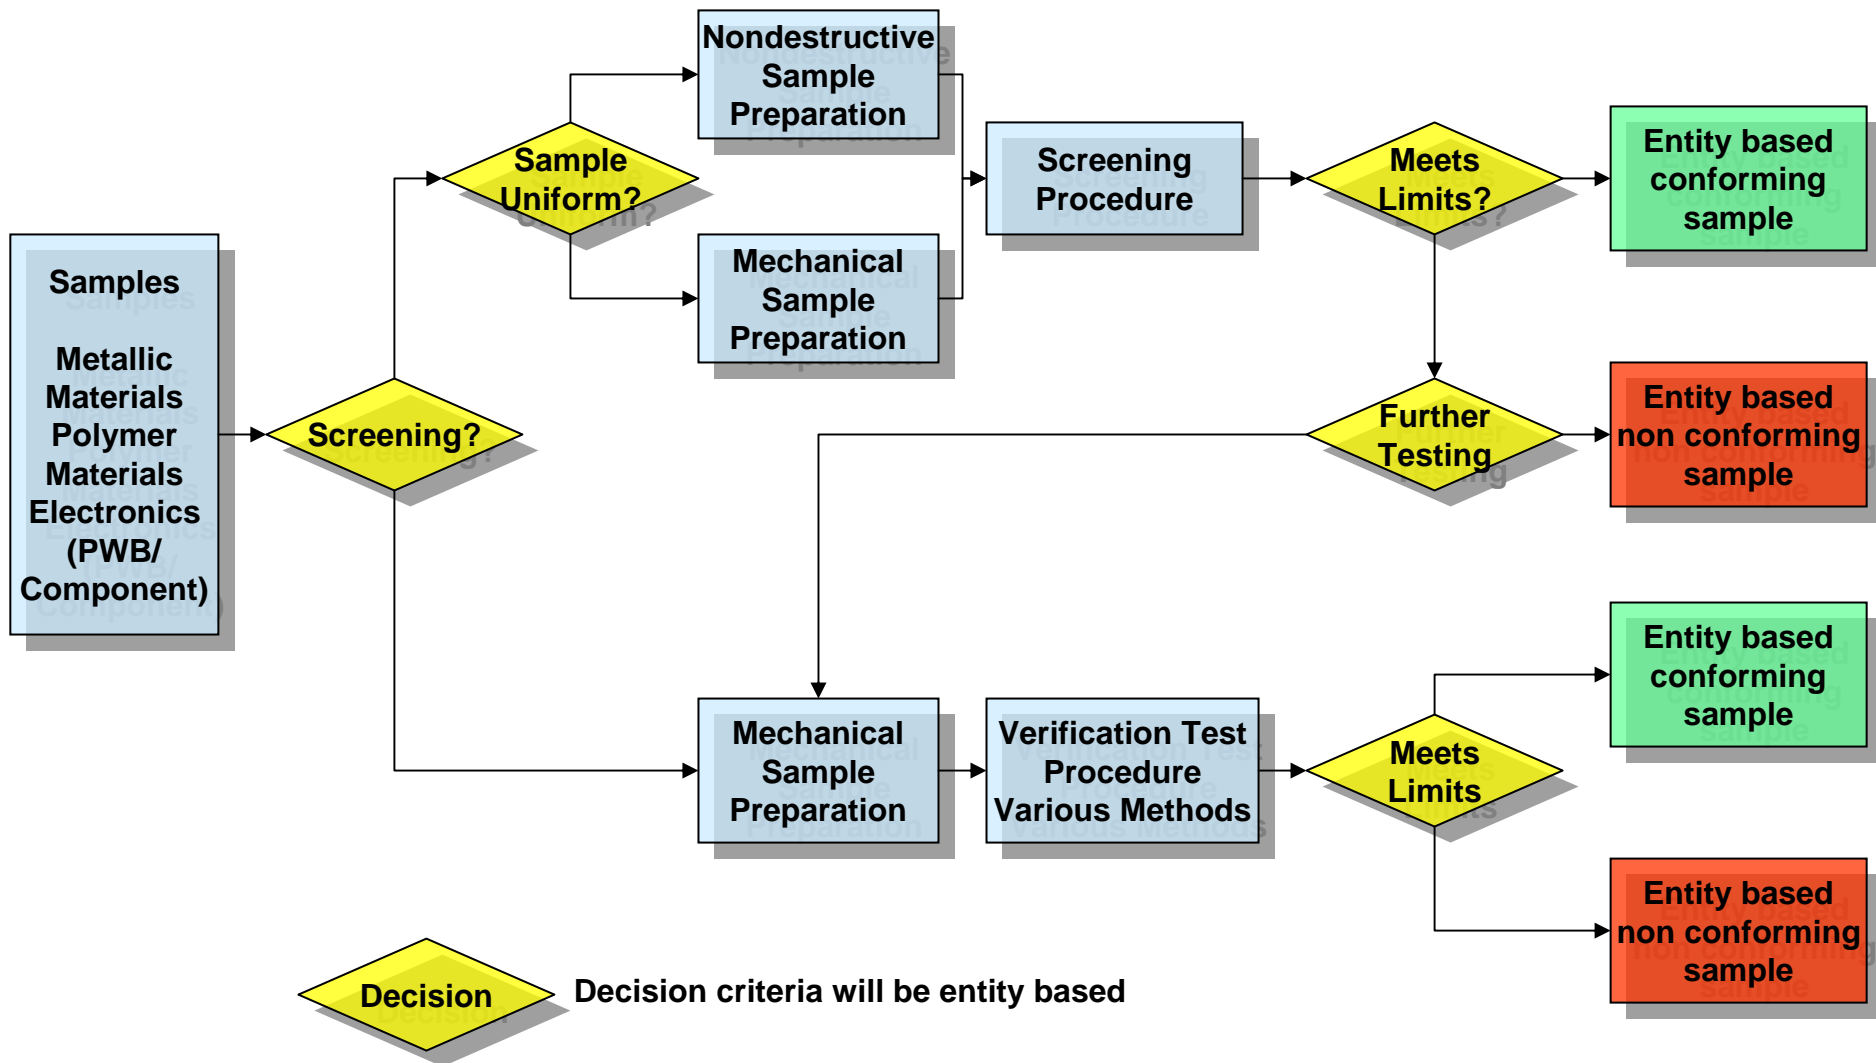 Samples
Metallic
Materials
Polymer
Materials
Electronics
(PWB/
Component)
Screening?
Sample
Uniform?
Nondestructive
Sample
Preparation
Mechanical
Sample
Preparation
Screening
Procedure
Meets
Limits?
Entity based
conforming
sample
Further
Testing
Entity based
non conforming
sample
Mechanical
Sample
Preparation
Verification Test
Procedure
Various Methods
Meets
Limits
Entity based
conforming
sample
Entity based
non conforming
sample
Decision
Decision criteria will be entity based